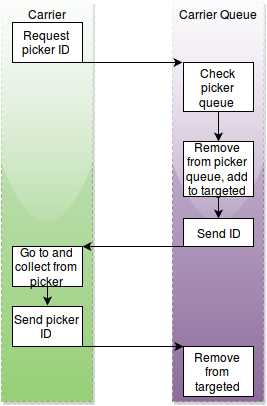 Carrier
Carrier Queue
Request
picker ID
Check
picker
queue
Remove
from picker
queue, add
to targeted
Send ID
Go to and
collect from
picker
Send picker
ID
Remove
from
targeted